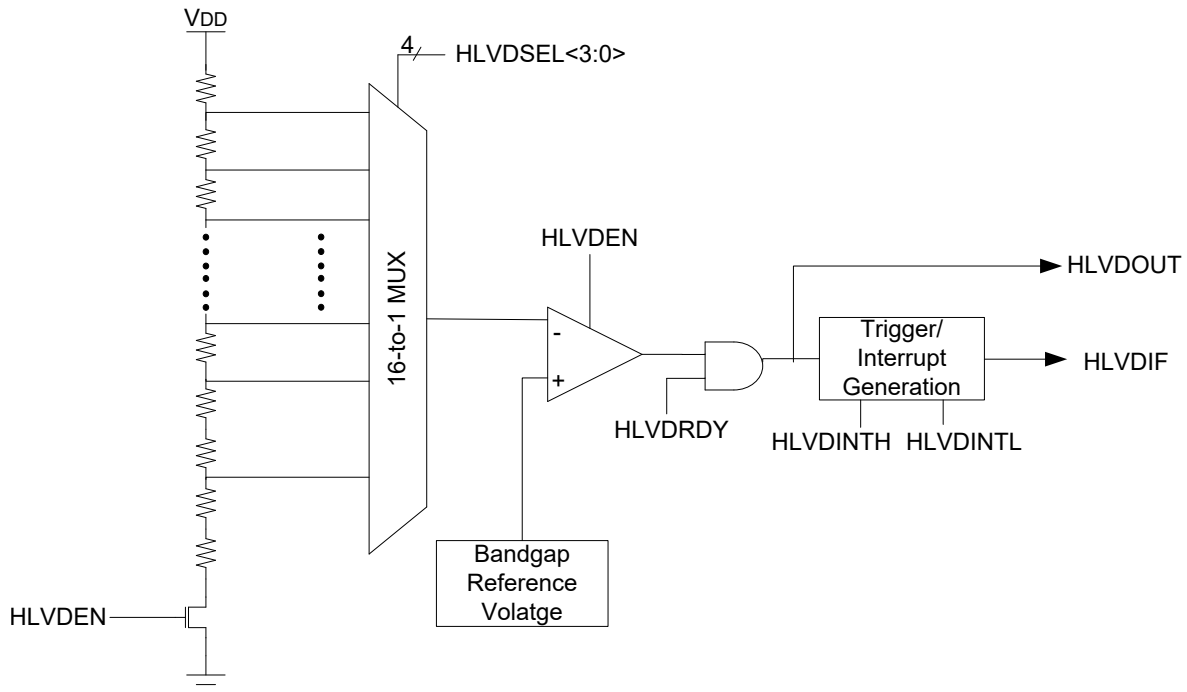 VDD
4
HLVDSEL<3:0>
16-to-1 MUX
HLVDEN
-
+
HLVDRDY
HLVDOUT
Trigger/
Interrupt
Generation
HLVDIF
HLVDINTH
HLVDINTL
Bandgap
Reference
Volatge
HLVDEN